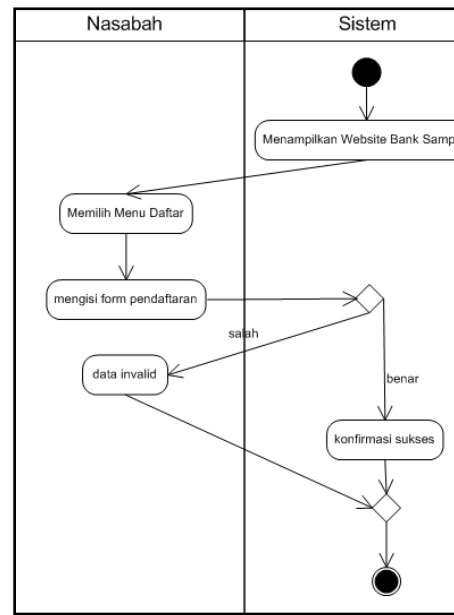 Nasabah
Sistem
Menampilkan Website Bank Samp
Memilih Menu Daftar
mengisi form pendaftaran
salah
data invalid
benar
konfirmasi sukses